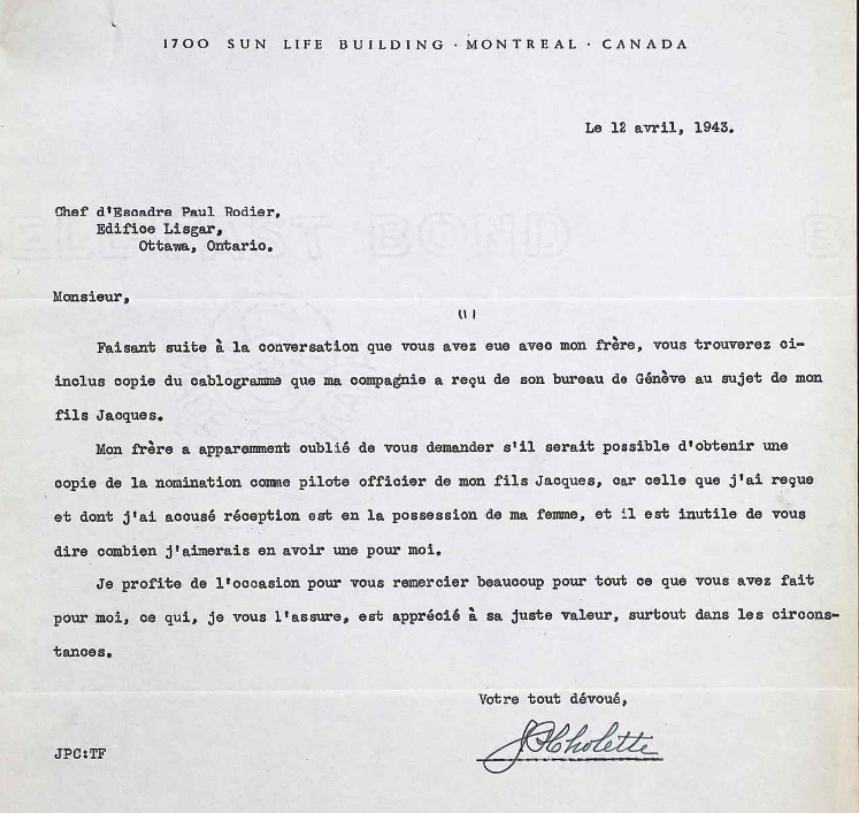 1700 SUN LIFE BUILDING · MONTREAL · CANADA
Le 12 avril, 1943.
Chef d'Escadre Paul Rodier,
Edifice Lisgar,
Ottawa, Ontario.
Monsieur,
(1)
Faisant suite à la conversation que vous avez eue avec mon frère, vous trouverez ci-
inclus copie du cablogramme que ma compagnie a reçu de son bureau de Génève au sujet de mon
fils Jacques.
Mon frère a apparemment oublié de vous demander s'il serait possible d'obtenir une
copie de la nomination comme pilote officier de mon fils Jacques, car celle que j'ai reçue
et dont j'ai accusé réception est en la possession de ma femme, et il est inutile de vous
dire combien j'aimerais en avoir une pour moi.
Je profite de l'occasion pour vous remercier beaucoup pour tout ce que vous avez fait
pour moi, ce qui, je vous l'assure, est apprécié à sa juste valeur, surtout dans les circons-
tances.
Votre tout dévoué,
JPCholette
JPC:TF